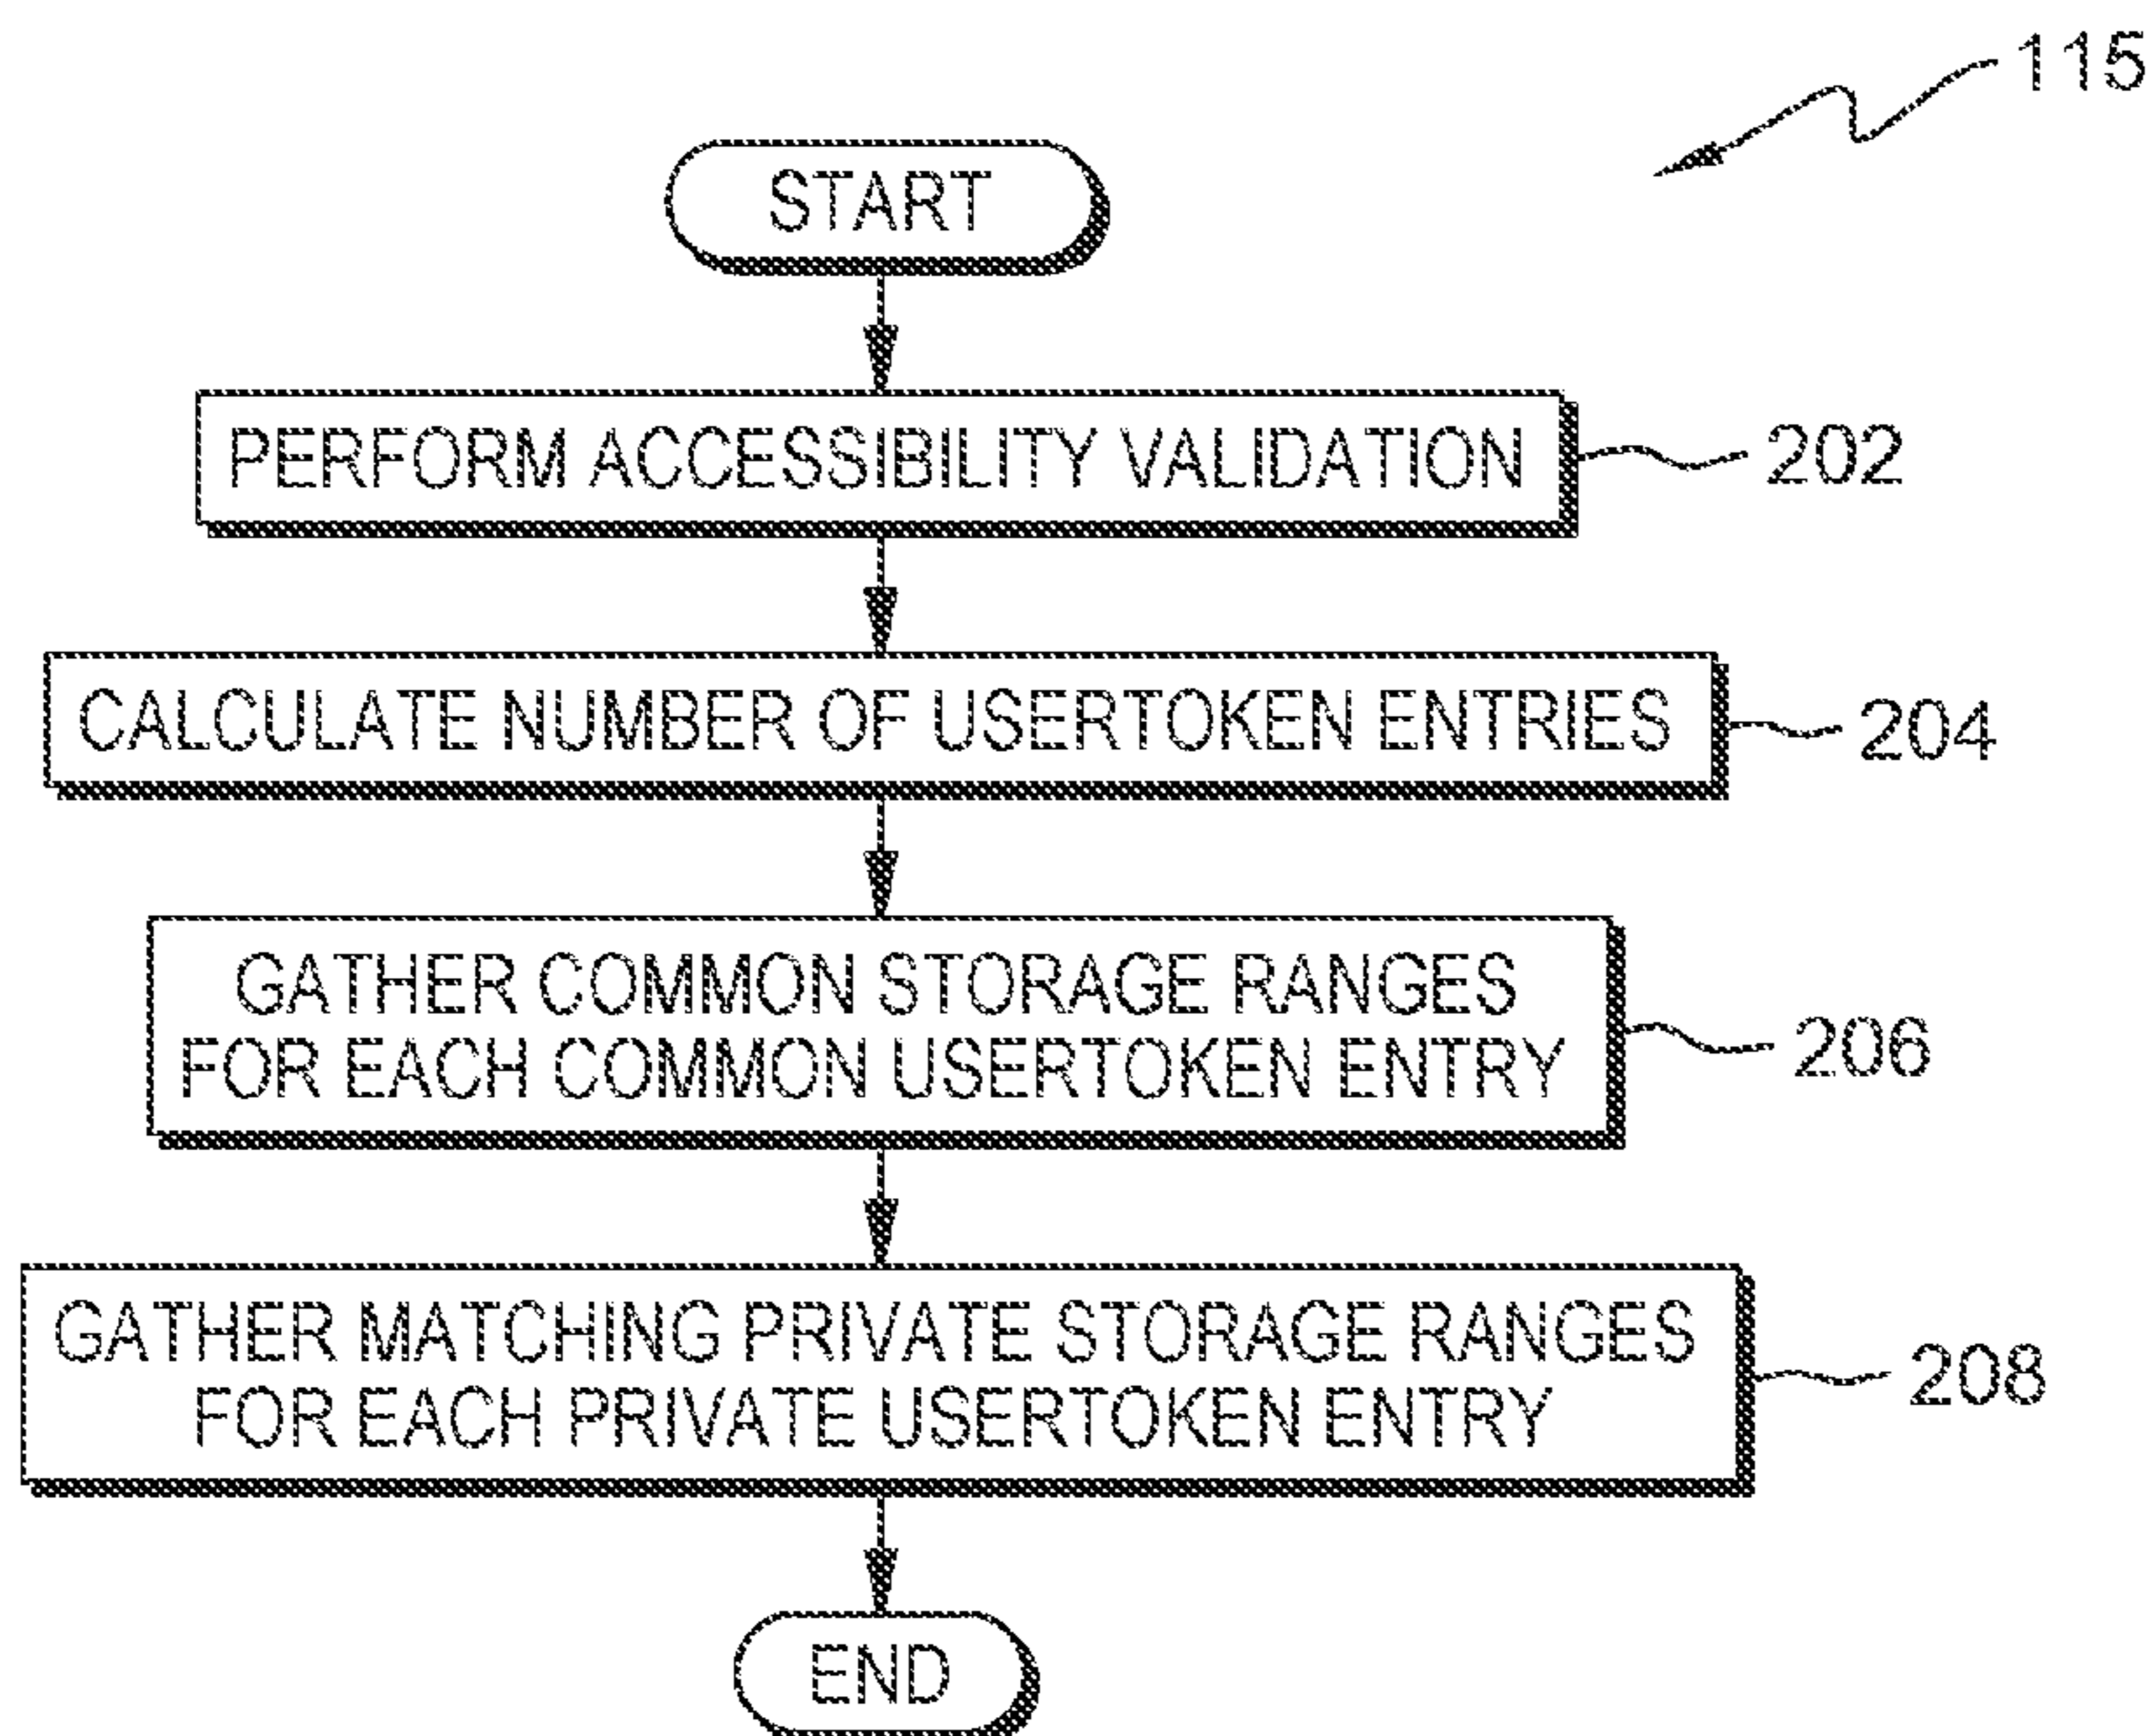 115
START
PERFORM ACCESSIBILITY VALIDATION
202
CALCULATE NUMBER OF USERTOKEN ENTRIES
204
GATHER COMMON STORAGE RANGES
FOR EACH COMMON USERTOKEN ENTRY
206
GATHER MATCHING PRIVATE STORAGE RANGES
FOR EACH PRIVATE USERTOKEN ENTRY
208
END